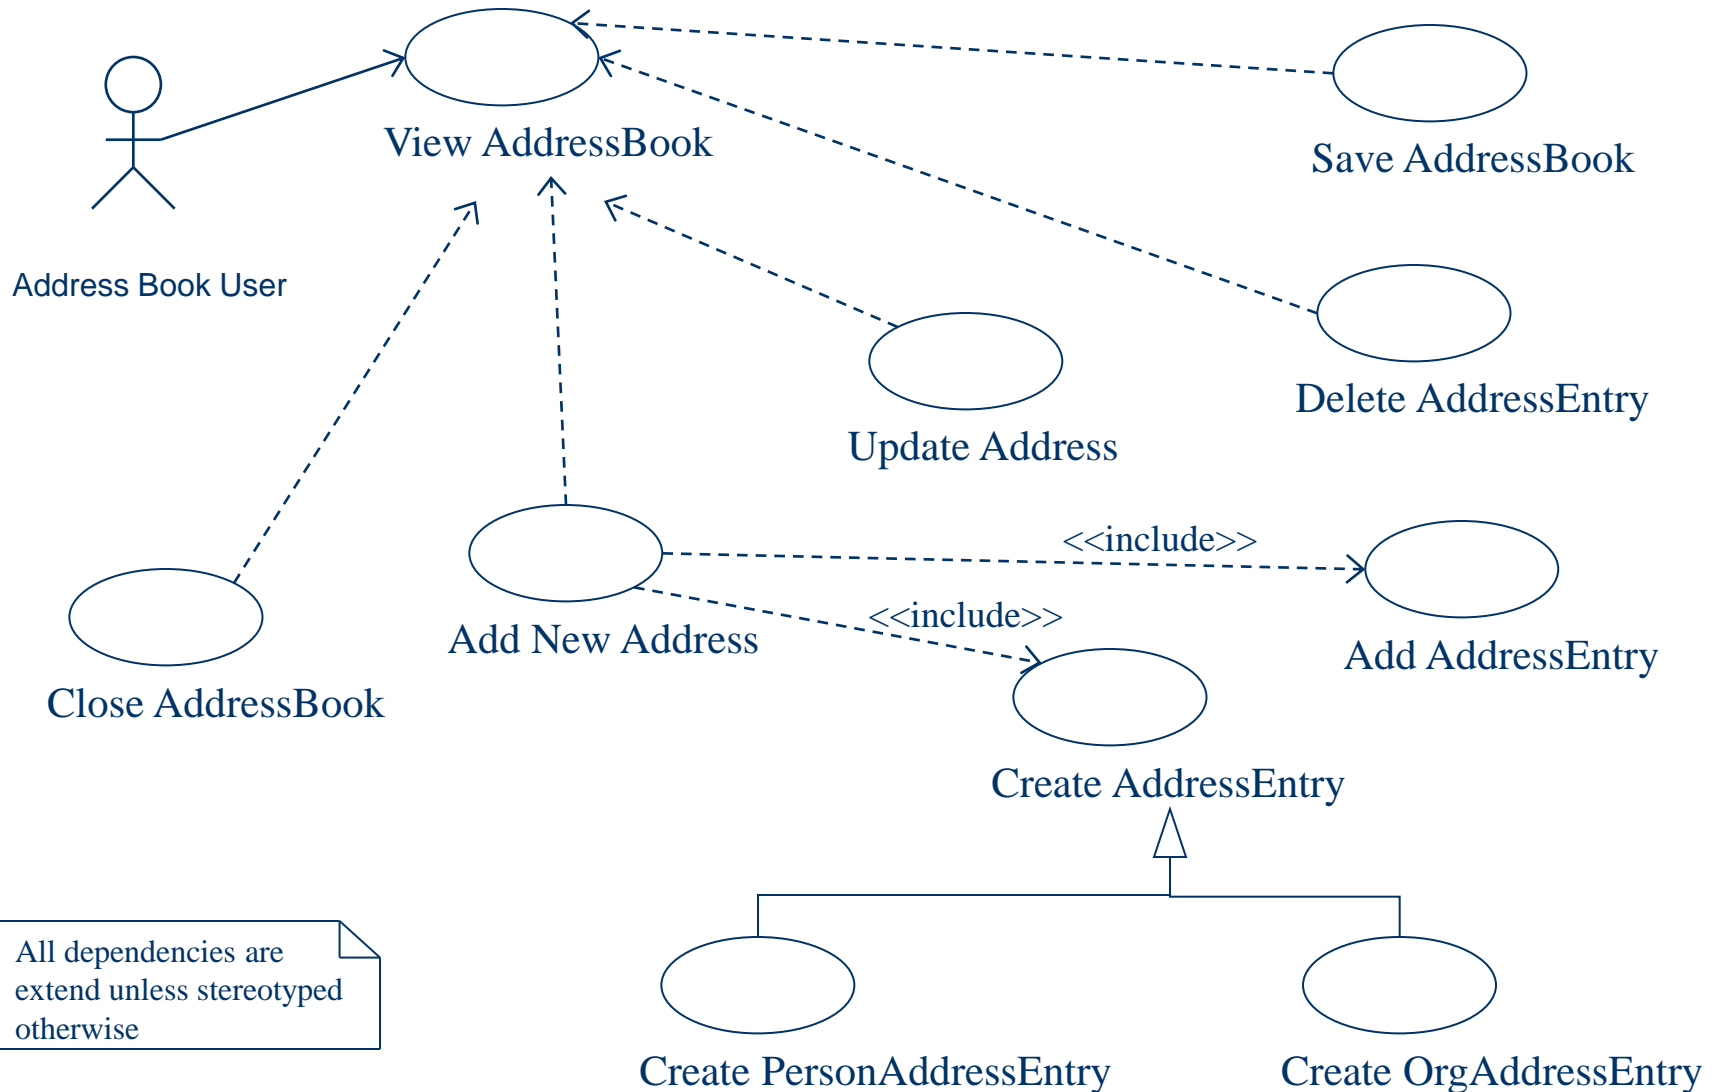 View AddressBook
Save AddressBook
Address Book User
Delete AddressEntry
Update Address
<<include>>
<<include>>
Add New Address
Add AddressEntry
Close AddressBook
Create AddressEntry
All dependencies are
extend unless stereotyped
otherwise
Create PersonAddressEntry
Create OrgAddressEntry